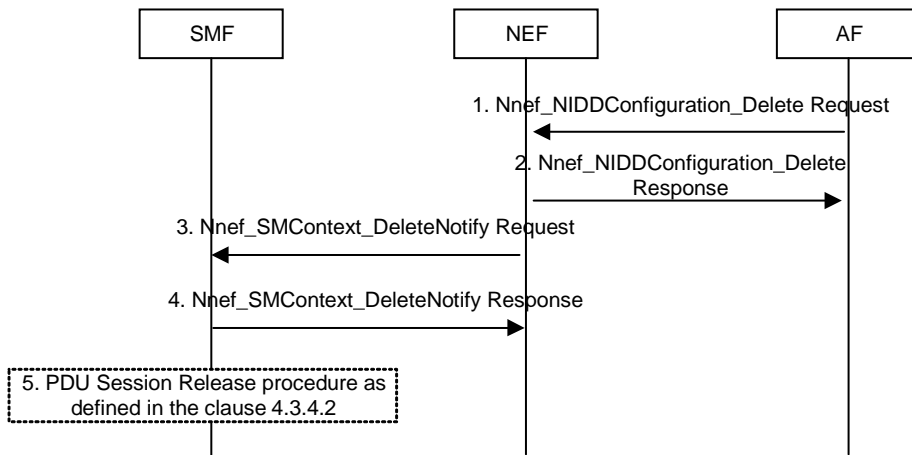 SMF
NEF
AF
1. Nnef_NIDDConfiguration_Delete Request
2. Nnef_NIDDConfiguration_Delete
Response
3. Nnef_SMContext_DeleteNotify Request
4. Nnef_SMContext_DeleteNotify Response
5. PDU Session Release procedure as
defined in the clause 4.3.4.2